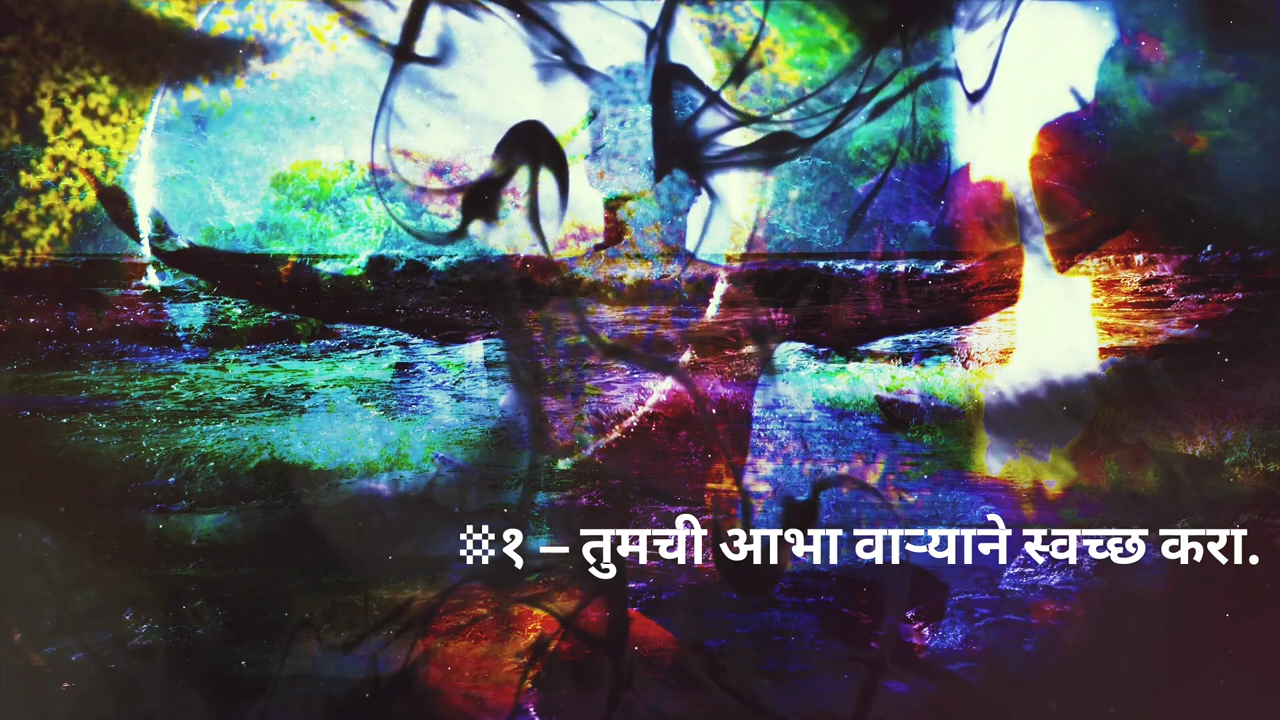 #१ – तुमची आभा वाऱ्याने स्वच्छ करा.